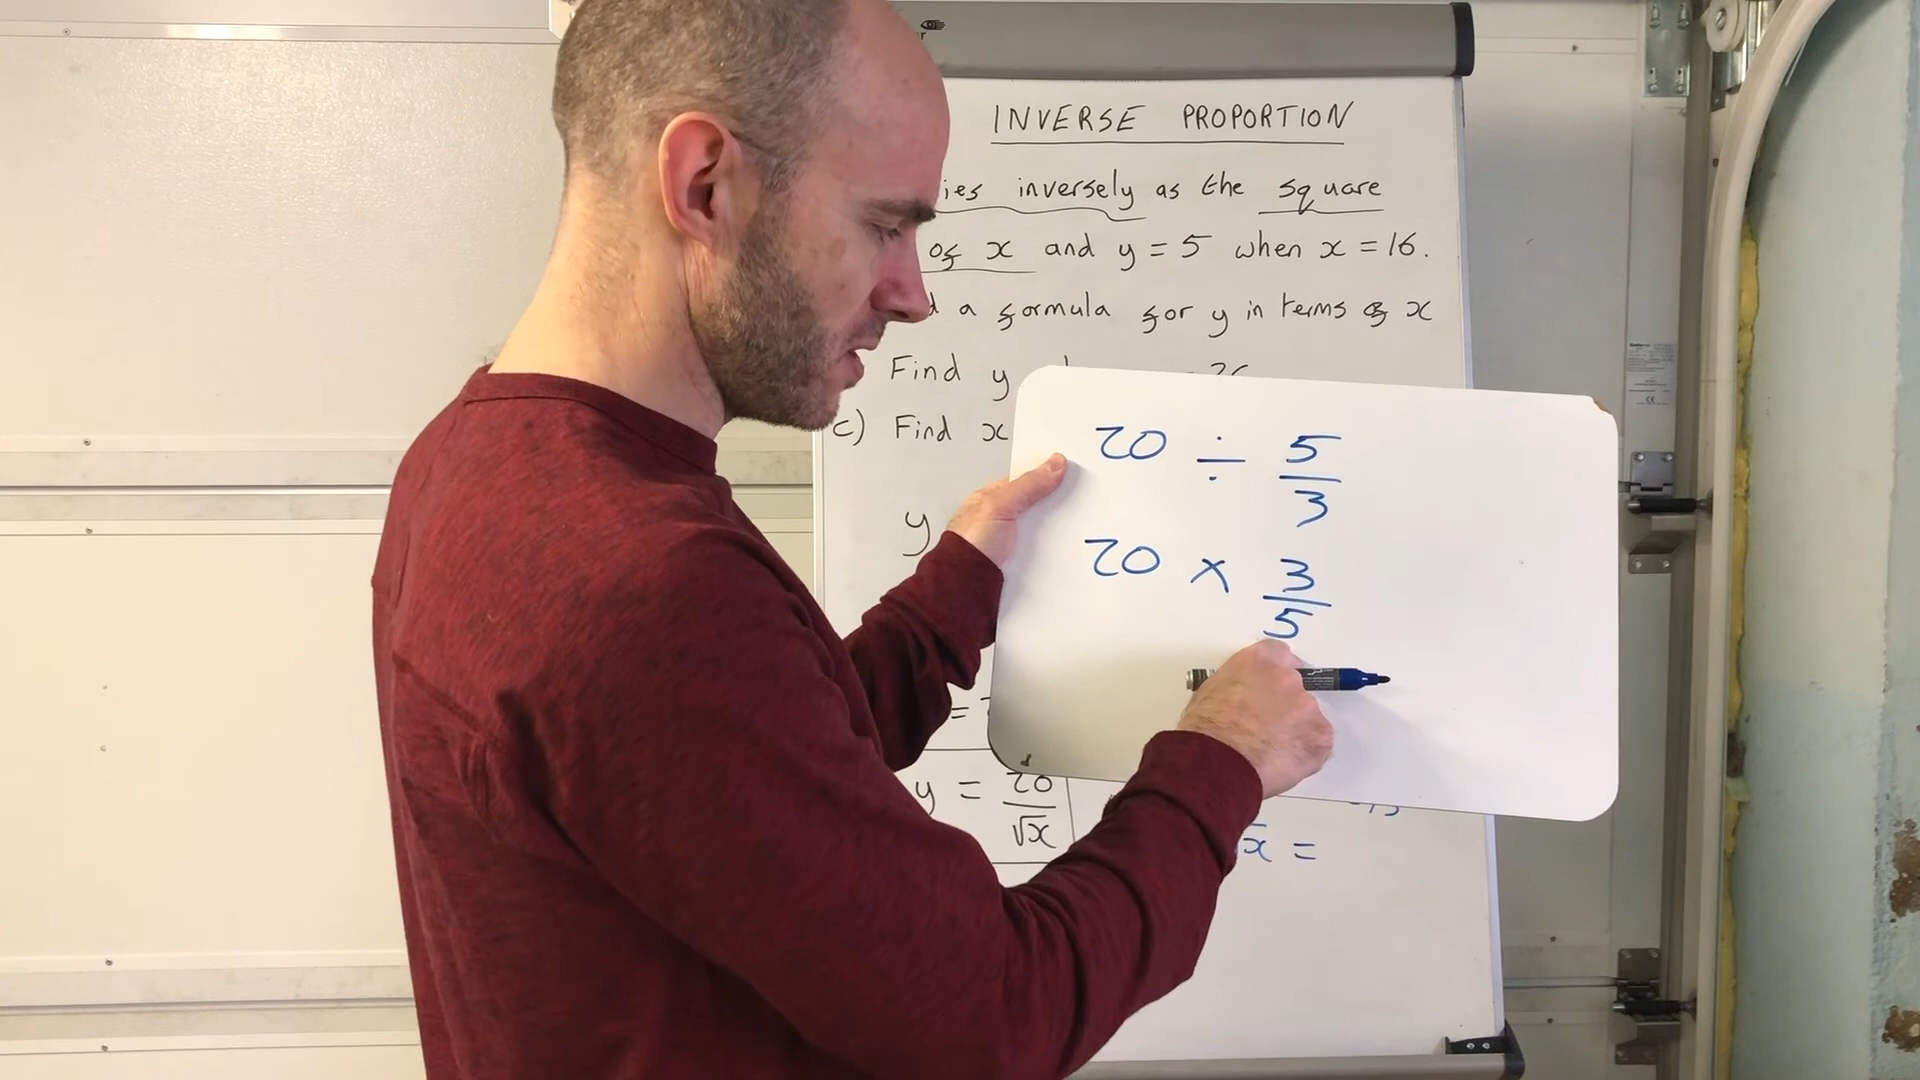 INVERSE PROPORTION
inversely as the square
of x and y = 5 when x = 16.
a formula for y in terms of x
Find y
c) Find x
20 ÷ 5/3
y
20 × 3/5
=
y = 20/√x
x =